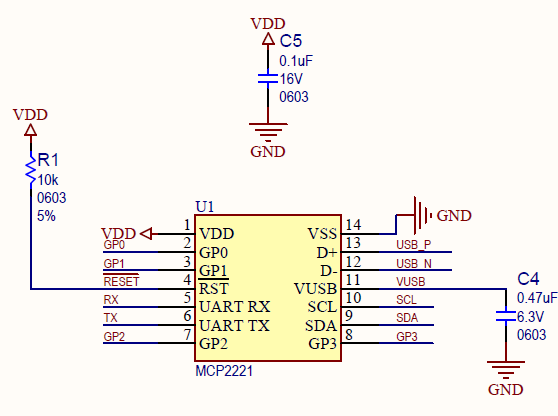 VDD
C5
0.1uF
16V
0603
GND
VDD
R1
10k
0603
5%
U1
VDD
1
VDD
VSS
14
GND
GP0
2
GP0
D+
13
USB_P
GP1
3
GP1
D-
12
USB_N
RESET
4
RST
VUSB
11
VUSB
C4
0.47uF
6.3V
0603
GND
RX
5
UART RX
SCL
10
SCL
TX
6
UART TX
SDA
9
SDA
GP2
7
GP2
GP3
8
GP3
MCP2221